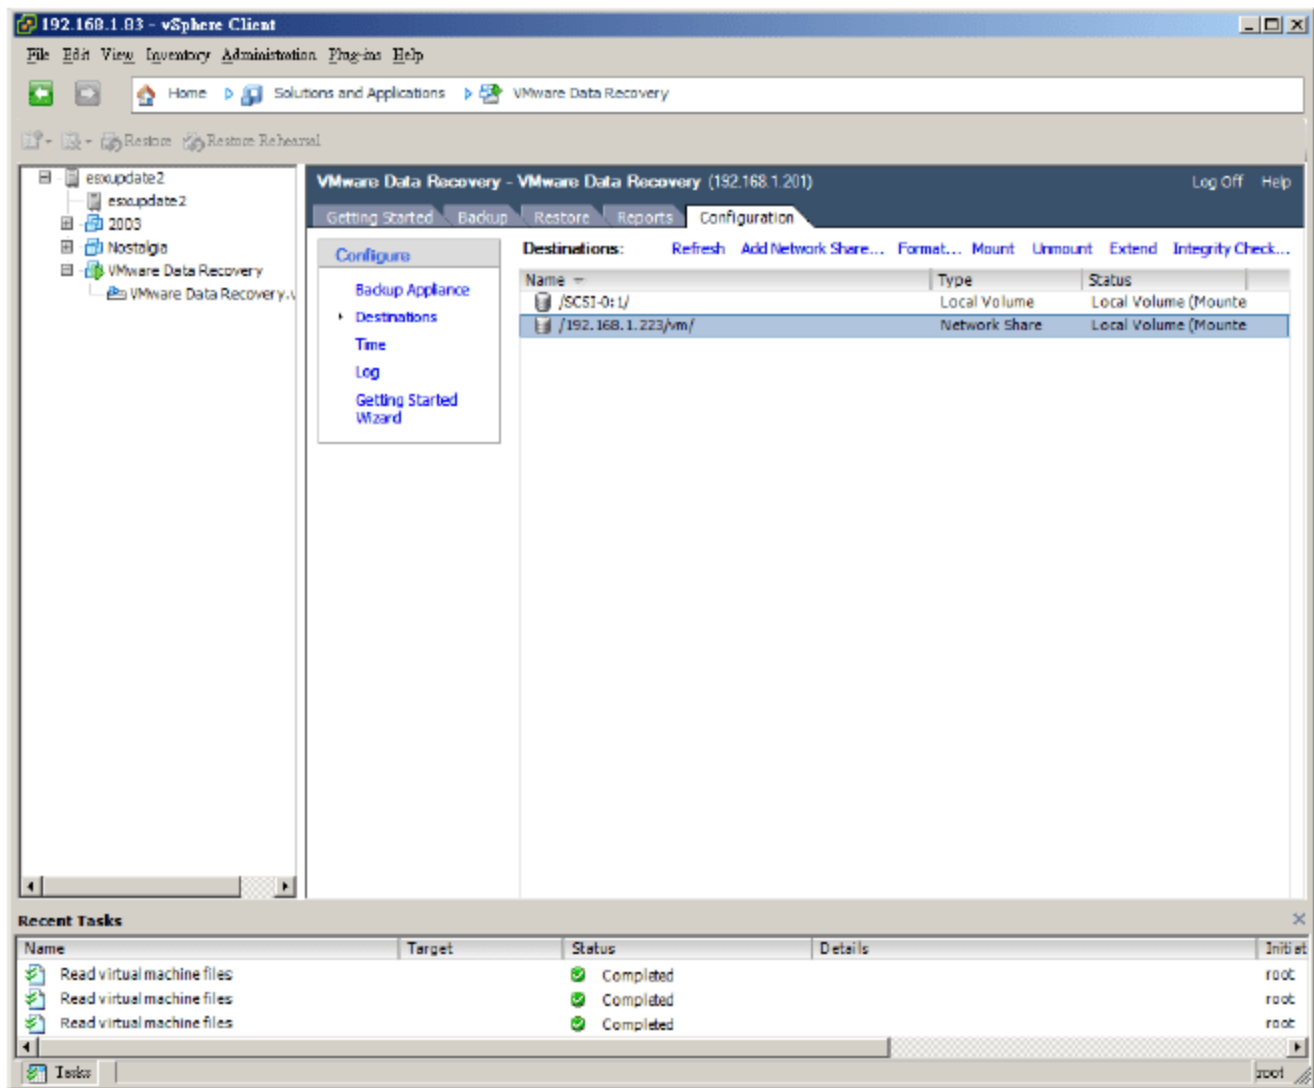 192.168.1.83 - vSphere Client
File Edit View Inventory Administration Plug-ins Help
Home Solutions and Applications VMware Data Recovery
Restore Restore Rehearsal
esxupdate2
esxupdate2
2003
Nostalgia
VMware Data Recovery
VMware Data Recovery.v
VMware Data Recovery - VMware Data Recovery (192.168.1.201) Log Off Help
Getting Started Backup Restore Reports Configuration
Configure
Backup Appliance
Destinations
Time
Log
Getting Started
Wizard
Destinations: Refresh Add Network Share... Format... Mount Unmount Extend Integrity Check...
Name Type Status
/SCSI-0:1/ Local Volume Local Volume (Mounte
/192.168.1.223/vm/ Network Share Local Volume (Mounte
Recent Tasks
Name Target Status Details Initiat
Read virtual machine files Completed root
Read virtual machine files Completed root
Read virtual machine files Completed root
Tasks root